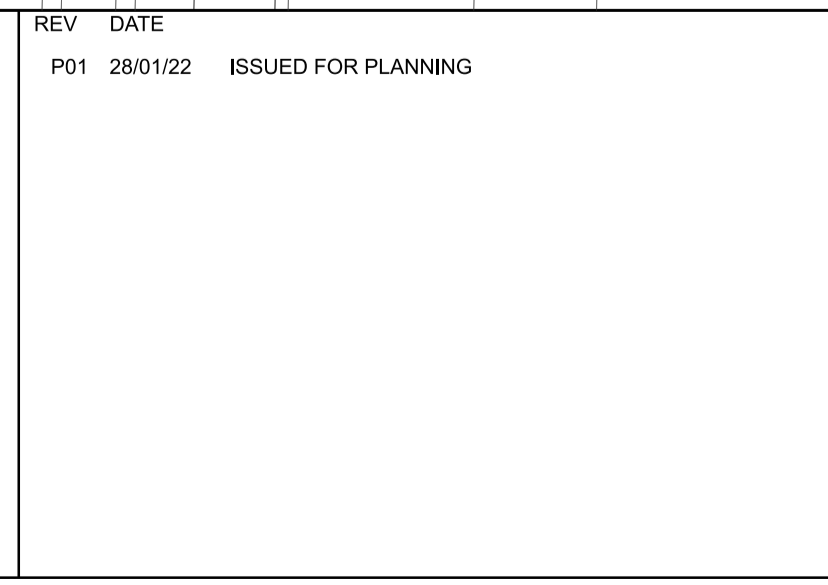 REV DATE
P01 28/01/22 ISSUED FOR PLANNING